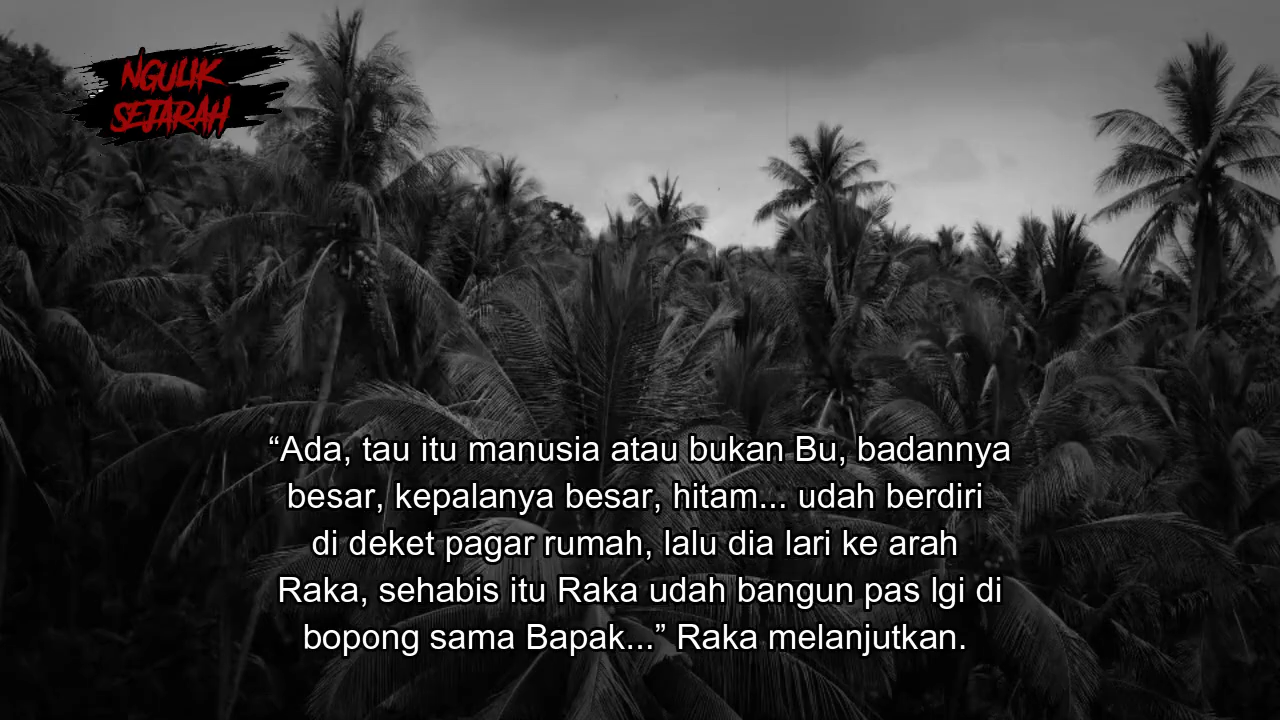 NGULIK
SEJARAH
“Ada, tau itu manusia atau bukan Bu, badannya
besar, kepalanya besar, hitam... udah berdiri
di deket pagar rumah, lalu dia lari ke arah
Raka, sehabis itu Raka udah bangun pas lgi di
bopong sama Bapak...” Raka melanjutkan.